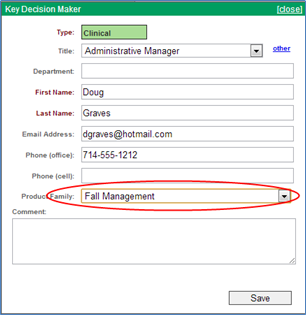 Key Decision Maker [close]
Type: Clinical
Title: Administrative Manager other
Department:
First Name: Doug
Last Name: Graves
Email Address: dgraves@hotmail.com
Phone (office): 714-555-1212
Phone (cell):
Product Family: Fall Management
Comment:
Save